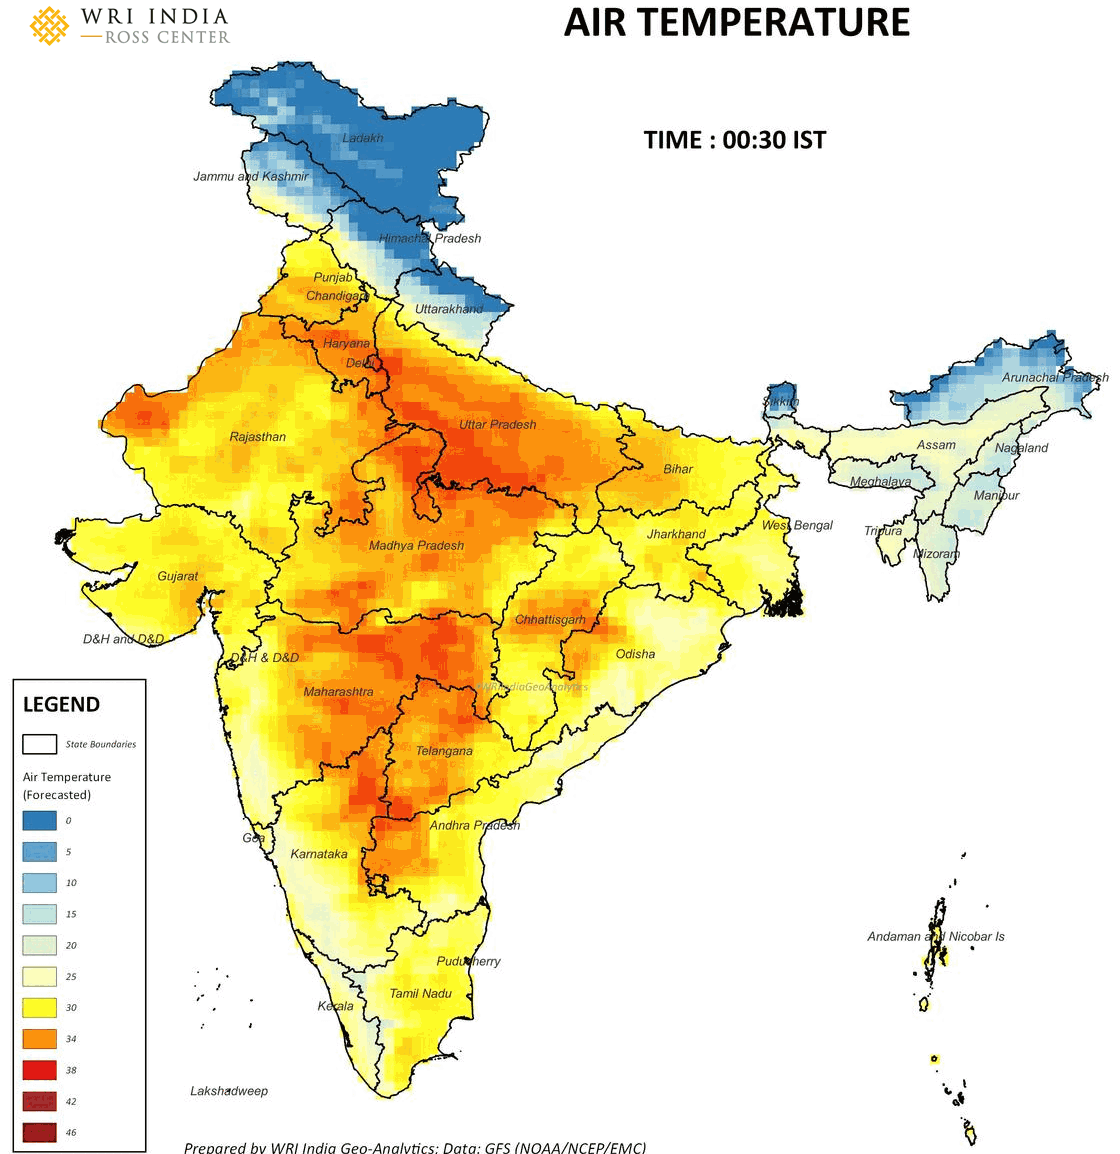 WRI INDIA
ROSS CENTER
AIR TEMPERATURE
TIME : 00:30 IST
Ladakh
Jammu and Kashmir
Himachal Pradesh
Punjab
Chandigarh
Uttarakhand
Haryana
Delhi
Arunachal Pradesh
Sikkim
Uttar Pradesh
Rajasthan
Assam
Nagaland
Bihar
Meghalaya
Manipur
West Bengal
Jharkhand
Tripura
Madhya Pradesh
Mizoram
Gujarat
Chhattisgarh
D&H and D&D
D&H & D&D
Odisha
#WRIIndiaGeoAnalytics
Maharashtra
Telangana
Andhra Pradesh
Goa
Karnataka
Andaman and Nicobar Is
Puducherry
Tamil Nadu
Kerala
Lakshadweep
LEGEND
State Boundaries
Air Temperature
(Forecasted)
0
5
10
15
20
25
30
34
38
42
46
Prepared by WRI India Geo-Analytics; Data: GFS (NOAA/NCEP/EMC)